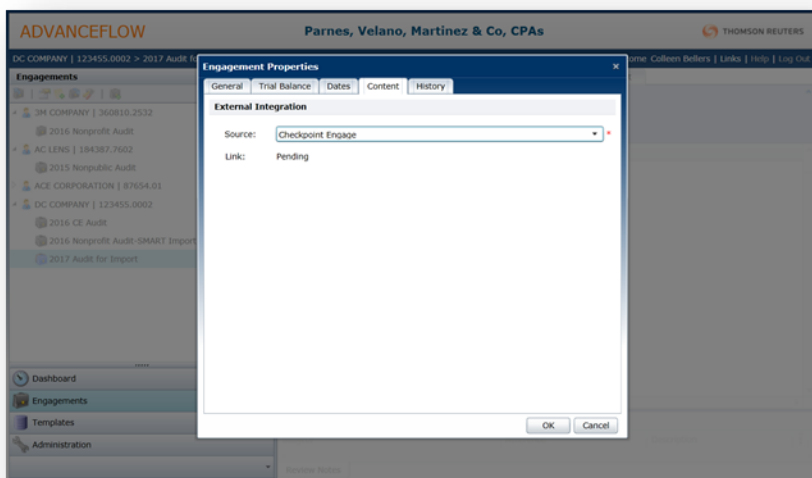 ADVANCEFLOW
Parnes, Velano, Martinez & Co, CPAs
THOMSON REUTERS
DC COMPANY | 123455.0002 > 2017 Audit fo
ome Colleen Bellers | Links | Help | Log Out
Engagements
3M COMPANY | 360810.2532
2016 Nonprofit Audit
AC LENS | 184387.7602
2015 Nonpublic Audit
ACE CORPORATION | 87654.01
DC COMPANY | 123455.0002
2016 CE Audit
2016 Nonprofit Audit-SMART Import
2017 Audit for Import
Dashboard
Engagements
Templates
Administration
Engagement Properties
General Trial Balance Dates Content History
External Integration
Source: Checkpoint Engage *
Link: Pending
OK Cancel
Review Notes